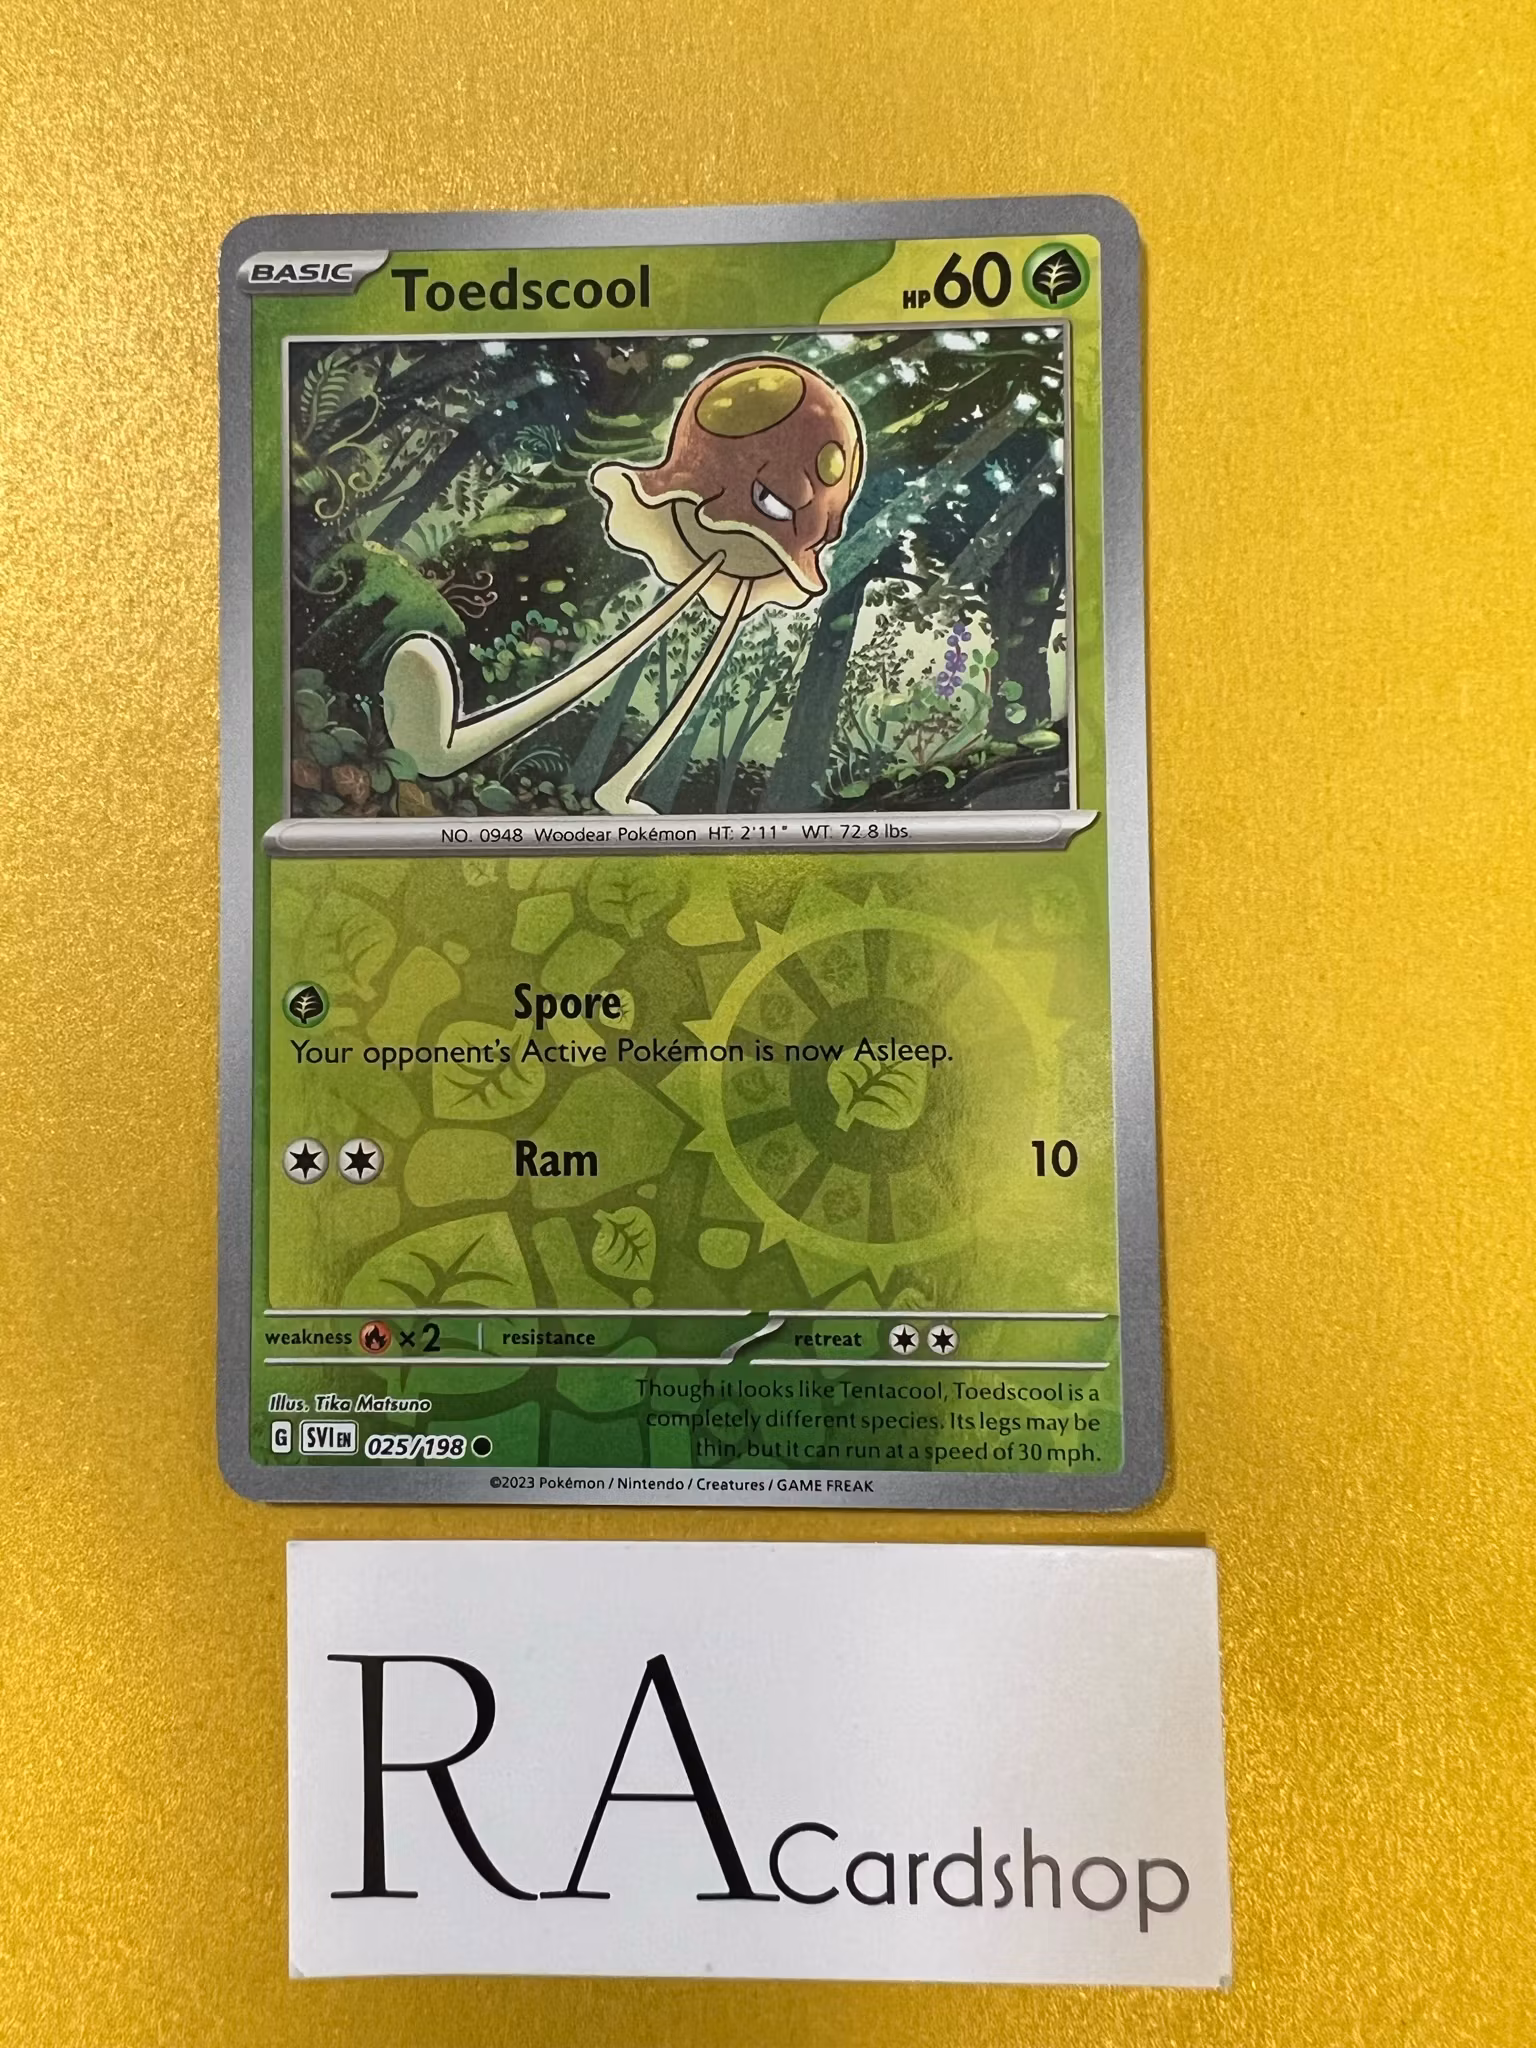 BASIC Toedscool HP 60
NO. 0948 Woodear Pokémon HT: 2'11" WT: 72.8 lbs.
Spore
Your opponent's Active Pokémon is now Asleep.
Ram 10
weakness ×2 resistance retreat
Illus. Tika Matsuno
G SVI EN 025/198
Though it looks like Tentacool, Toedscool is a
completely different species. Its legs may be
thin, but it can run at a speed of 30 mph.
©2023 Pokémon / Nintendo / Creatures / GAME FREAK
RA Cardshop